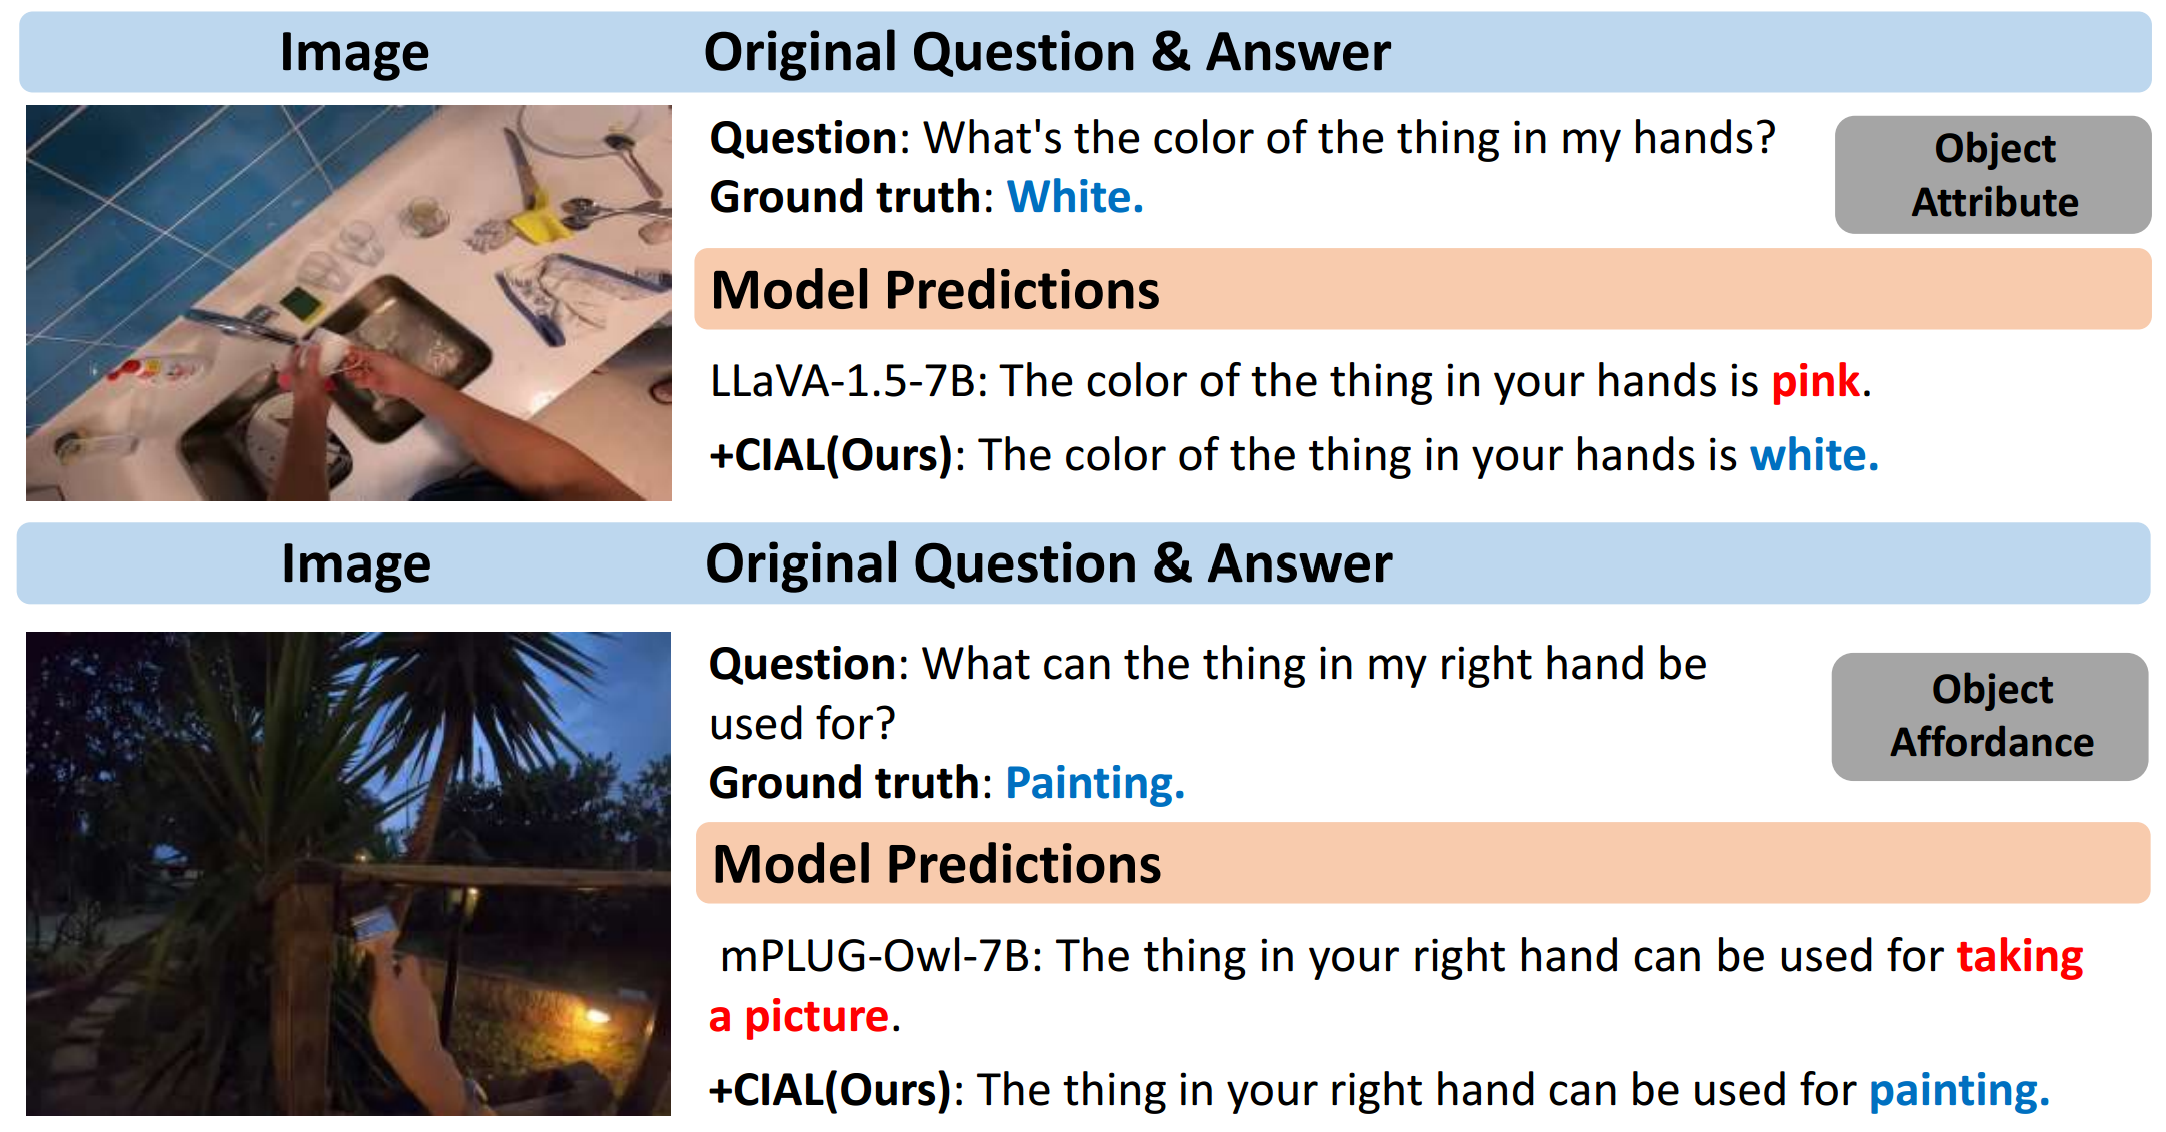 Image
Original Question & Answer
Question: What's the color of the thing in my hands?
Ground truth: White.
Object
Attribute
Model Predictions
LLaVA-1.5-7B: The color of the thing in your hands is pink.
+CIAL(Ours): The color of the thing in your hands is white.
Image
Original Question & Answer
Question: What can the thing in my right hand be
used for?
Ground truth: Painting.
Object
Affordance
Model Predictions
mPLUG-Owl-7B: The thing in your right hand can be used for taking
a picture.
+CIAL(Ours): The thing in your right hand can be used for painting.